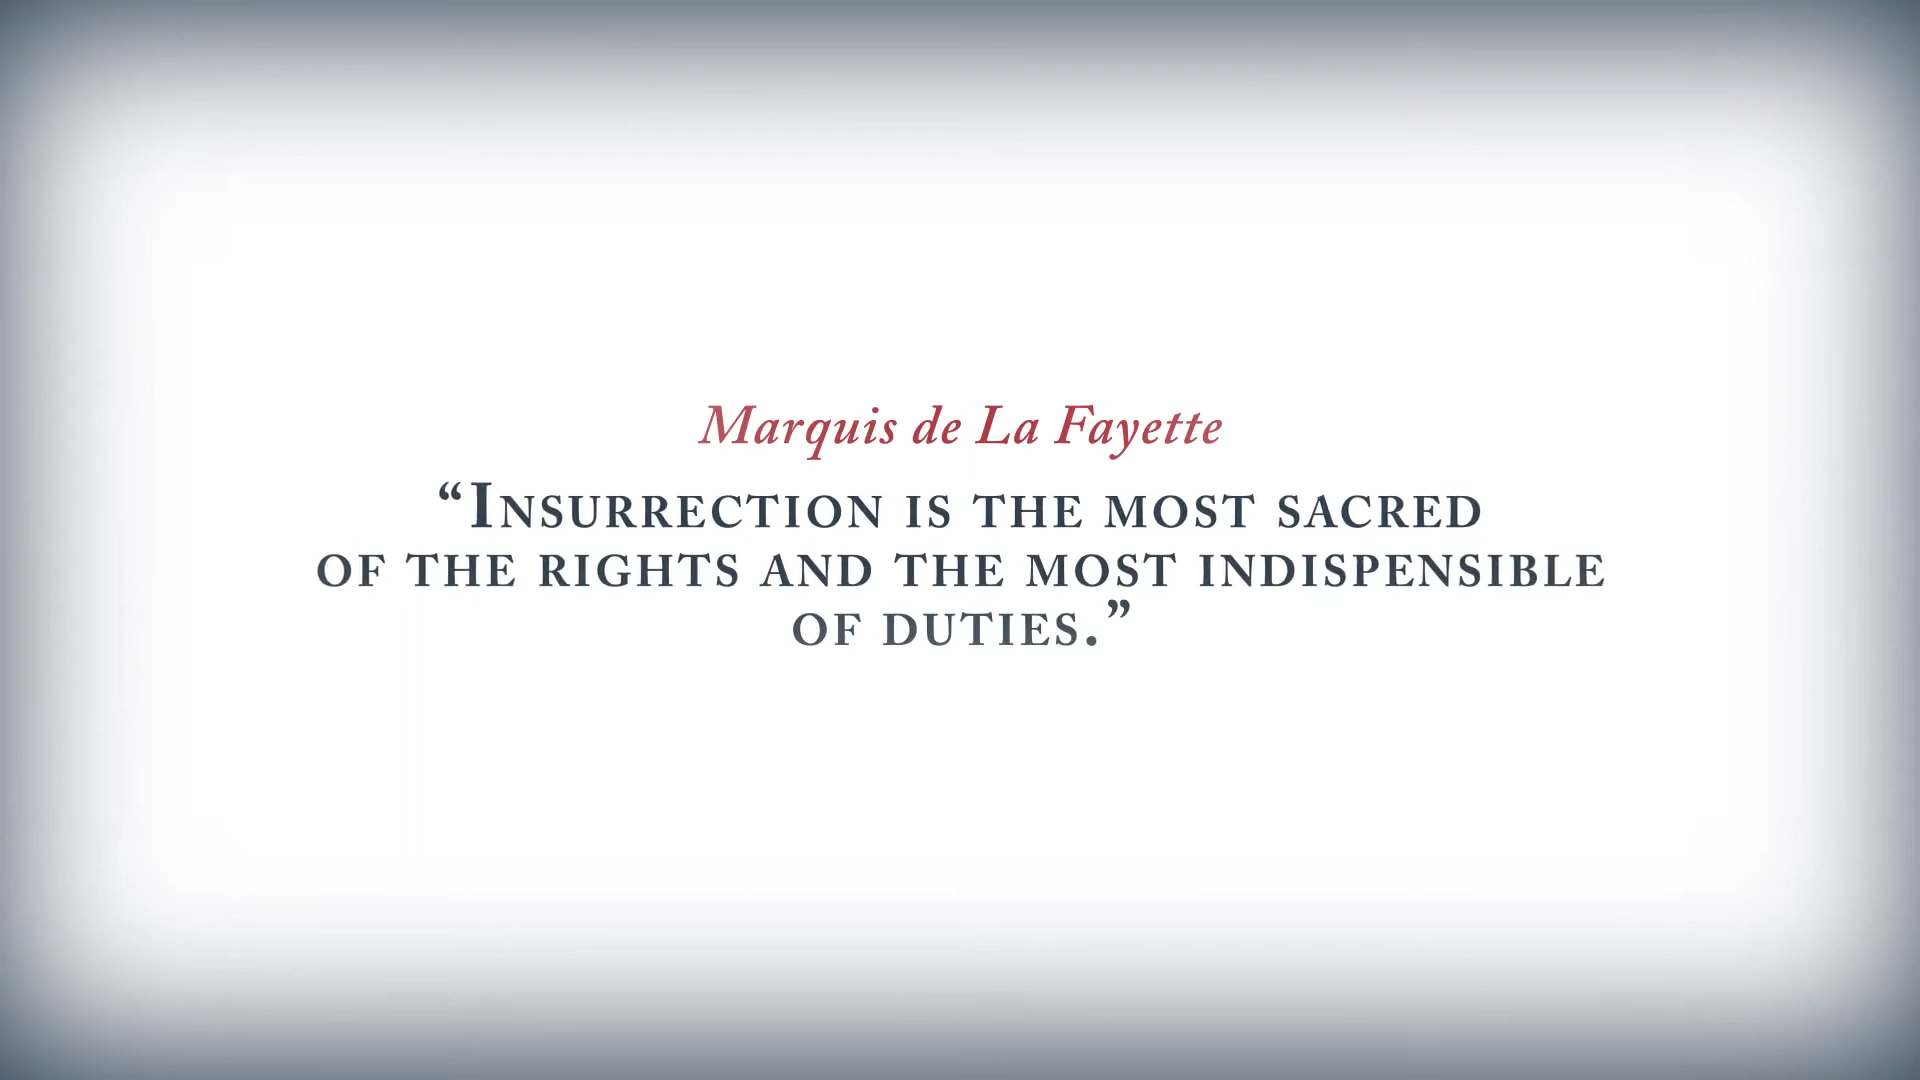 Marquis de La Fayette
“Insurrection is the most sacred
of the rights and the most indispensible
of duties.”